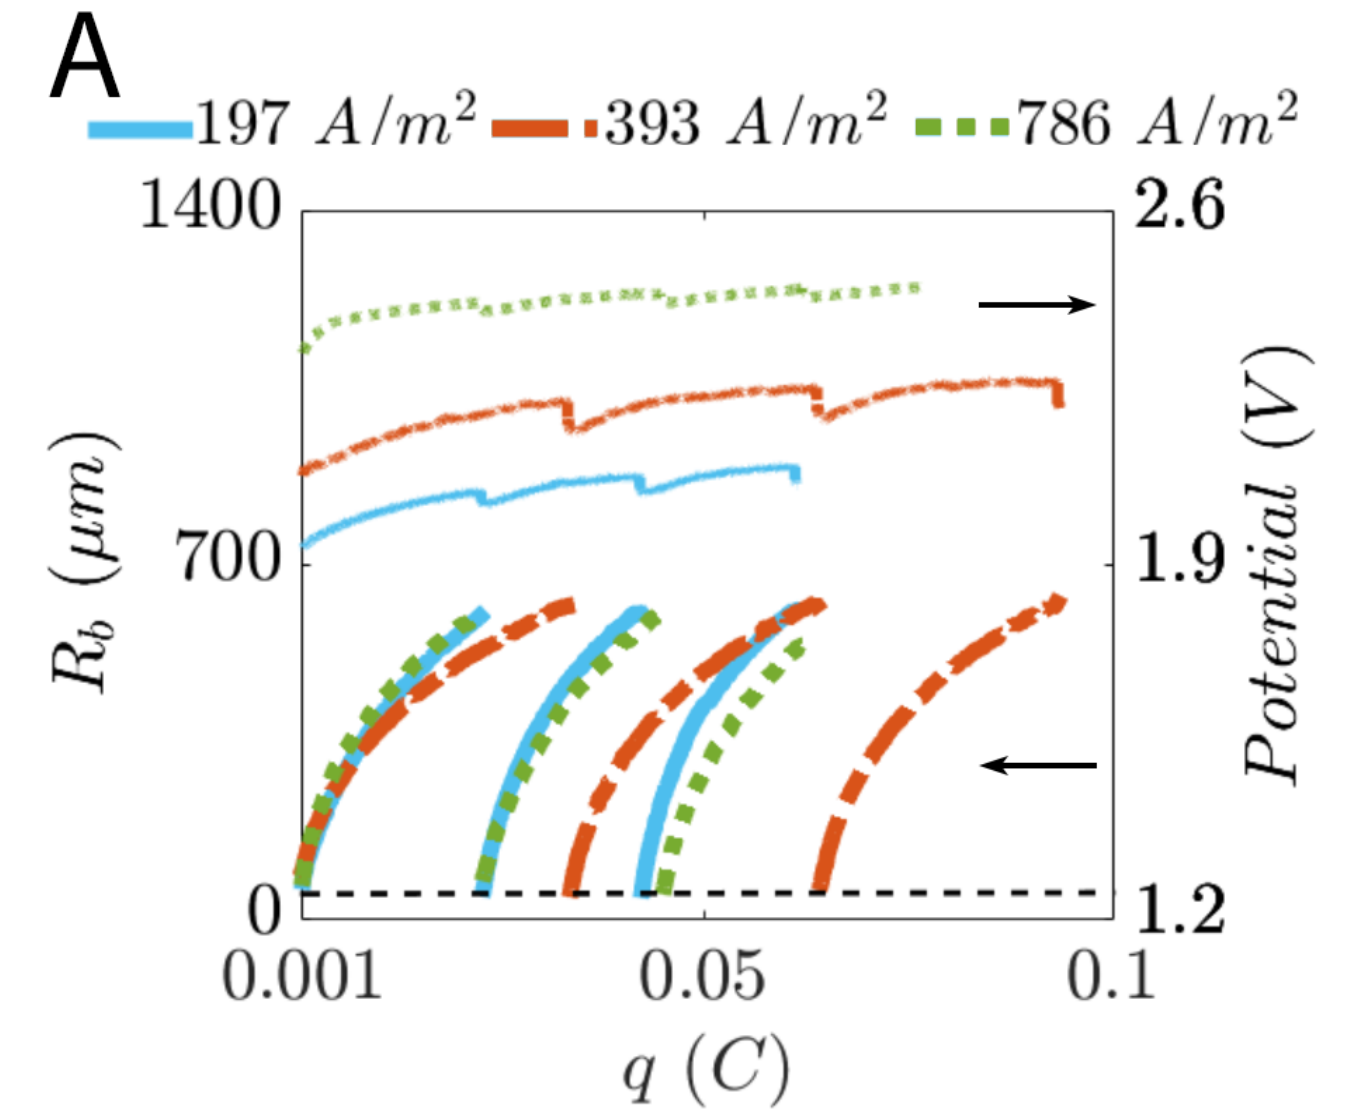 A
197 A/m² 393 A/m² 786 A/m²
1400
700
0
R_b (μm)
2.6
1.9
1.2
Potential (V)
0.001 0.05 0.1
q (C)